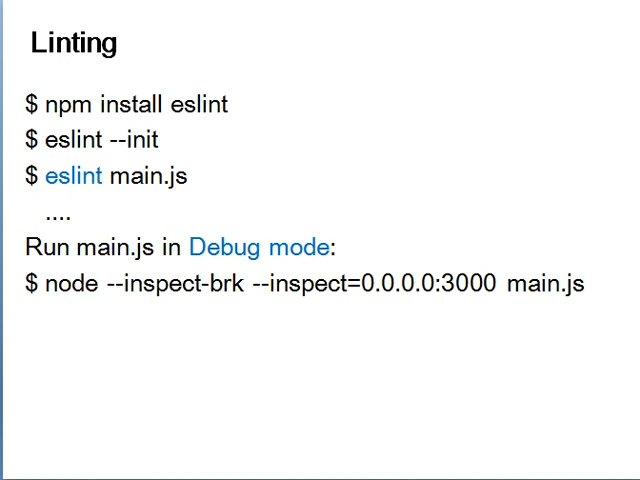 Linting
$ npm install eslint
$ eslint --init
$ eslint main.js
....
Run main.js in Debug mode:
$ node --inspect-brk --inspect=0.0.0.0:3000 main.js